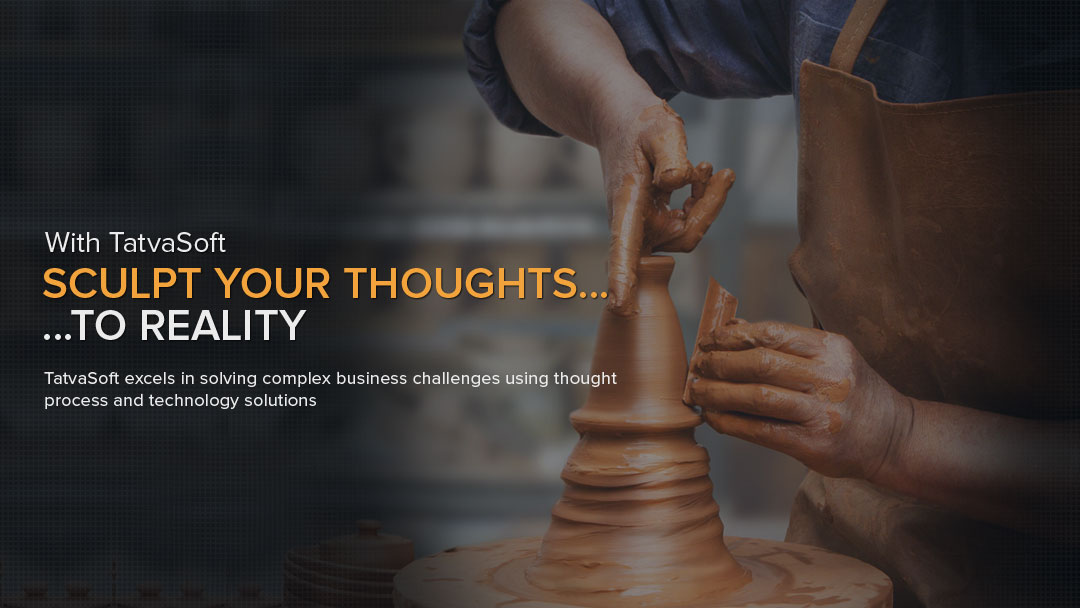 With TatvaSoft
SCULPT YOUR THOUGHTS...
...TO REALITY
TatvaSoft excels in solving complex business challenges using thought
process and technology solutions